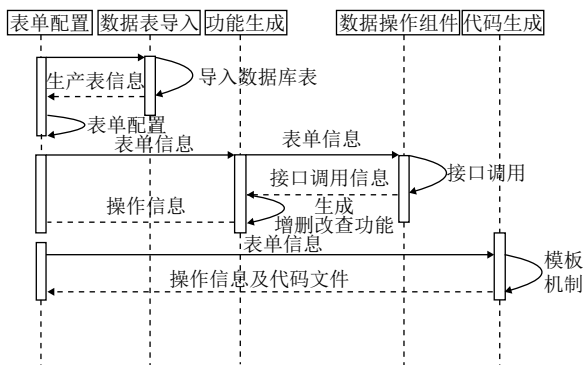 表单配置 数据表导入 功能生成 数据操作组件 代码生成
导入数据库表
生产表信息
表单配置
表单信息
表单信息
接口调用
接口调用信息
操作信息
生成
增删改查功能
表单信息
模板
机制
操作信息及代码文件